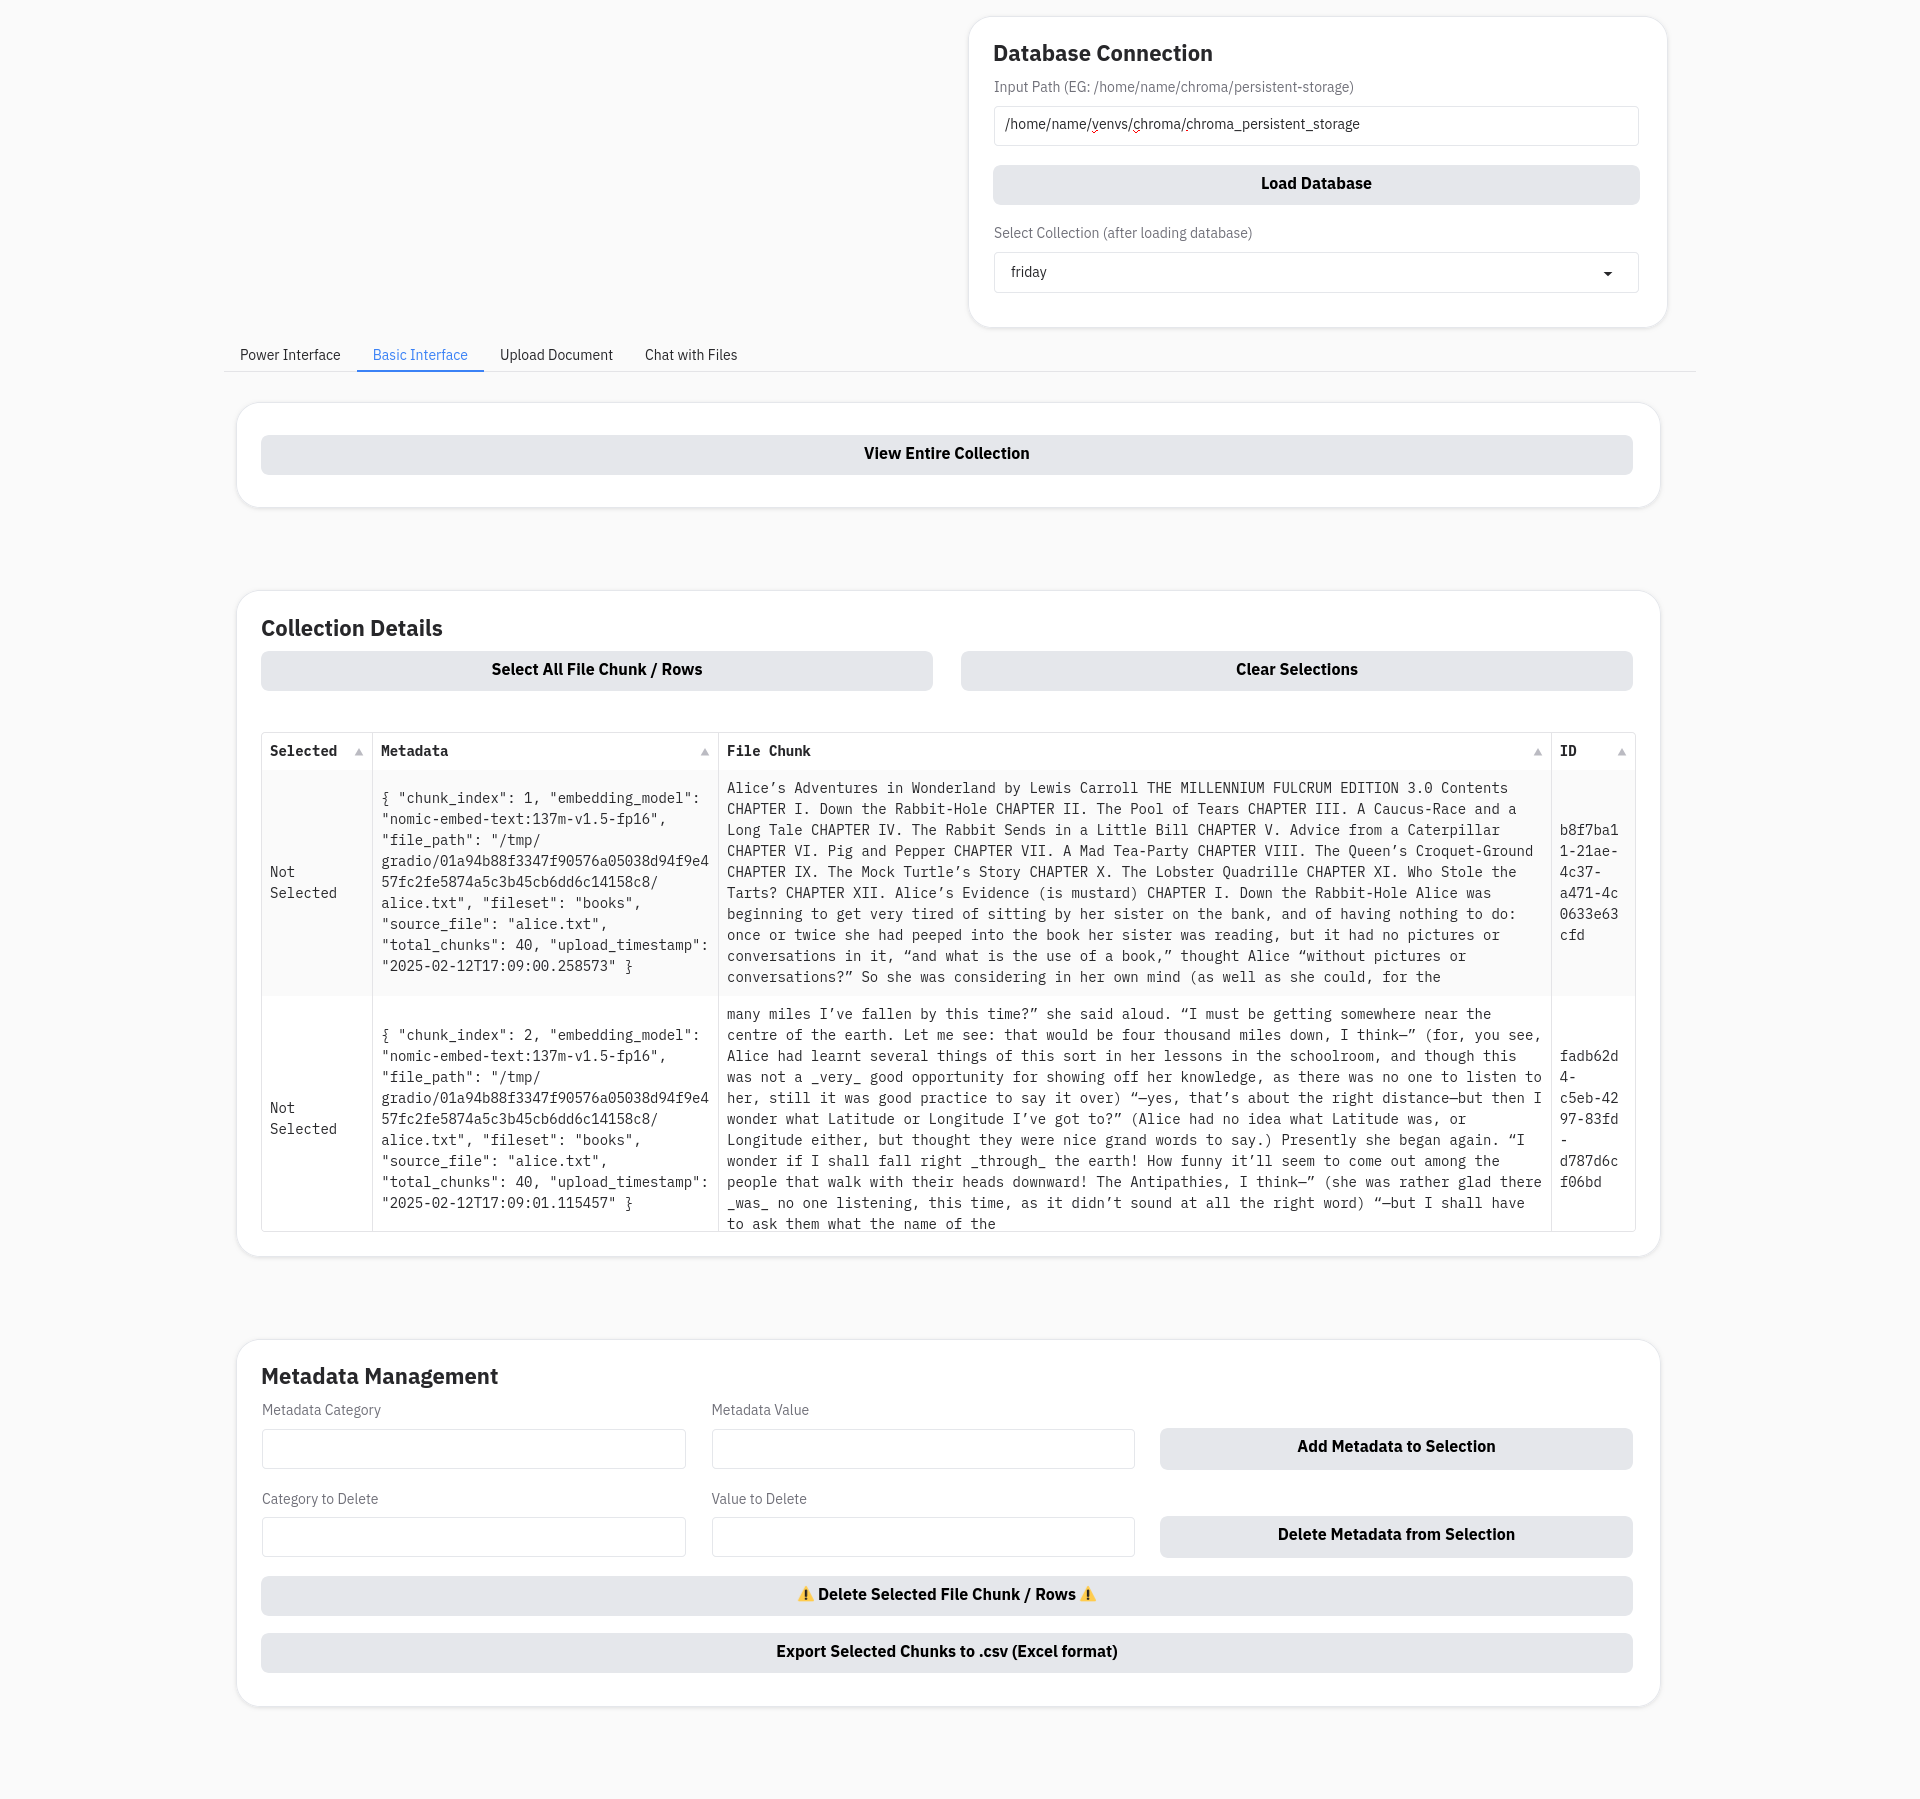 Database Connection
Input Path (EG: /home/name/chroma/persistent-storage)
/home/name/venvs/chroma/chroma_persistent_storage
Load Database
Select Collection (after loading database)
friday
Power Interface
Basic Interface
Upload Document
Chat with Files
View Entire Collection
Collection Details
Select All File Chunk / Rows
Clear Selections
Selected
Metadata
File Chunk
ID
Not
Selected
{ "chunk_index": 1, "embedding_model":
"nomic-embed-text:137m-v1.5-fp16",
"file_path": "/tmp/
gradio/01a94b88f3347f90576a05038d94f9e4
57fc2fe5874a5c3b45cb6dd6c14158c8/
alice.txt", "fileset": "books",
"source_file": "alice.txt",
"total_chunks": 40, "upload_timestamp":
"2025-02-12T17:09:00.258573" }
Alice’s Adventures in Wonderland by Lewis Carroll THE MILLENNIUM FULCRUM EDITION 3.0 Contents
CHAPTER I. Down the Rabbit-Hole CHAPTER II. The Pool of Tears CHAPTER III. A Caucus-Race and a
Long Tale CHAPTER IV. The Rabbit Sends in a Little Bill CHAPTER V. Advice from a Caterpillar
CHAPTER VI. Pig and Pepper CHAPTER VII. A Mad Tea-Party CHAPTER VIII. The Queen’s Croquet-Ground
CHAPTER IX. The Mock Turtle’s Story CHAPTER X. The Lobster Quadrille CHAPTER XI. Who Stole the
Tarts? CHAPTER XII. Alice’s Evidence (is mustard) CHAPTER I. Down the Rabbit-Hole Alice was
beginning to get very tired of sitting by her sister on the bank, and of having nothing to do:
once or twice she had peeped into the book her sister was reading, but it had no pictures or
conversations in it, “and what is the use of a book,” thought Alice “without pictures or
conversations?” So she was considering in her own mind (as well as she could, for the
b8f7ba1
1-21ae-
4c37-
a471-4c
0633e63
cfd
Not
Selected
{ "chunk_index": 2, "embedding_model":
"nomic-embed-text:137m-v1.5-fp16",
"file_path": "/tmp/
gradio/01a94b88f3347f90576a05038d94f9e4
57fc2fe5874a5c3b45cb6dd6c14158c8/
alice.txt", "fileset": "books",
"source_file": "alice.txt",
"total_chunks": 40, "upload_timestamp":
"2025-02-12T17:09:01.115457" }
many miles I’ve fallen by this time?” she said aloud. “I must be getting somewhere near the
centre of the earth. Let me see: that would be four thousand miles down, I think—” (for, you see,
Alice had learnt several things of this sort in her lessons in the schoolroom, and though this
was not a _very_ good opportunity for showing off her knowledge, as there was no one to listen to
her, still it was good practice to say it over) “—yes, that’s about the right distance—but then I
wonder what Latitude or Longitude I’ve got to?” (Alice had no idea what Latitude was, or
Longitude either, but thought they were nice grand words to say.) Presently she began again. “I
wonder if I shall fall right _through_ the earth! How funny it’ll seem to come out among the
people that walk with their heads downward! The Antipathies, I think—” (she was rather glad there
_was_ no one listening, this time, as it didn’t sound at all the right word) “—but I shall have
to ask them what the name of the
fadb62d
4-
c5eb-42
97-83fd
-
d787d6c
f06bd
Metadata Management
Metadata Category
Metadata Value
Add Metadata to Selection
Category to Delete
Value to Delete
Delete Metadata from Selection
⚠️ Delete Selected File Chunk / Rows ⚠️
Export Selected Chunks to .csv (Excel format)